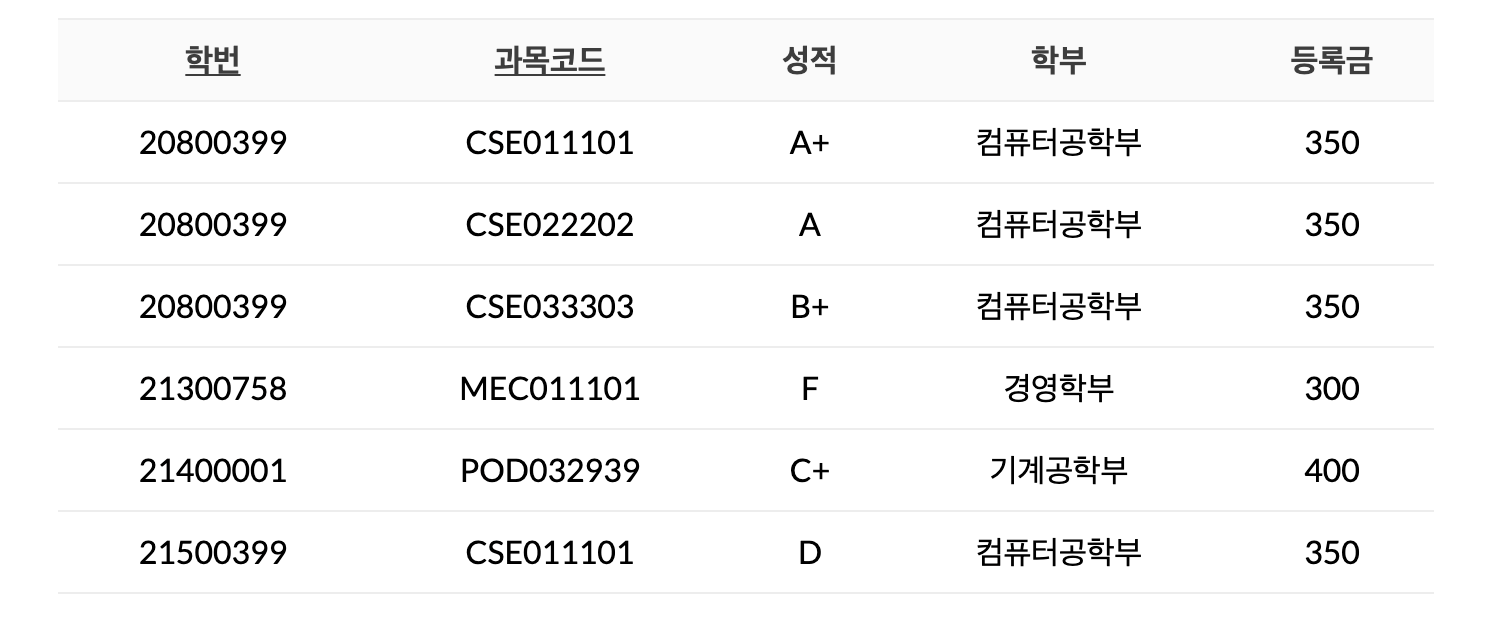 학번 과목코드 성적 학부 등록금
20800399 CSE011101 A+ 컴퓨터공학부 350
20800399 CSE022202 A 컴퓨터공학부 350
20800399 CSE033303 B+ 컴퓨터공학부 350
21300758 MEC011101 F 경영학부 300
21400001 POD032939 C+ 기계공학부 400
21500399 CSE011101 D 컴퓨터공학부 350